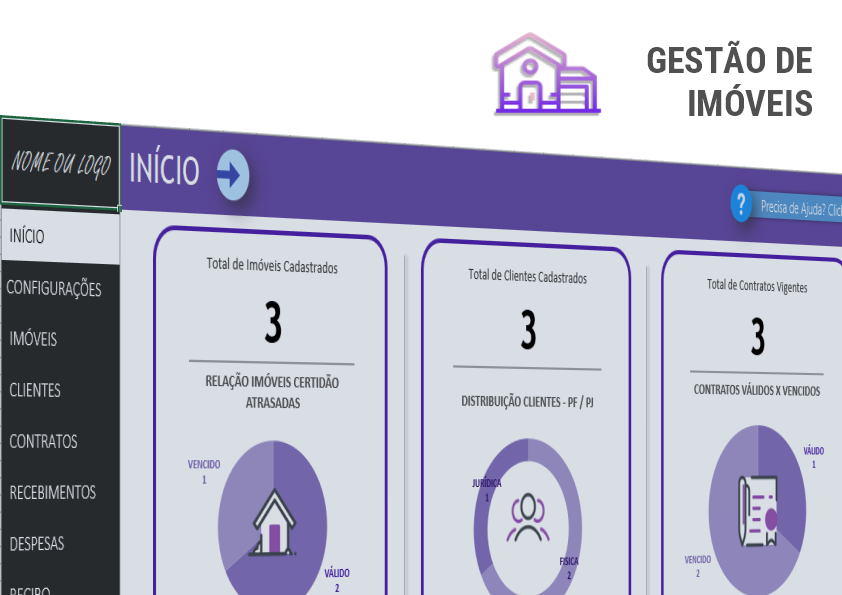 GESTÃO DE
IMÓVEIS
NOME OU LOGO
INÍCIO
? Precisa de Ajuda? Clic
INÍCIO
CONFIGURAÇÕES
IMÓVEIS
CLIENTES
CONTRATOS
RECEBIMENTOS
DESPESAS
RECIBO
Total de Imóveis Cadastrados
3
RELAÇÃO IMÓVEIS CERTIDÃO
ATRASADAS
VENCIDO
1
VÁLIDO
2
Total de Clientes Cadastrados
3
DISTRIBUIÇÃO CLIENTES - PF / PJ
JURÍDICA
1
FISICA
2
Total de Contratos Vigentes
3
CONTRATOS VÁLIDOS X VENCIDOS
VÁLIDO
1
VENCIDO
2